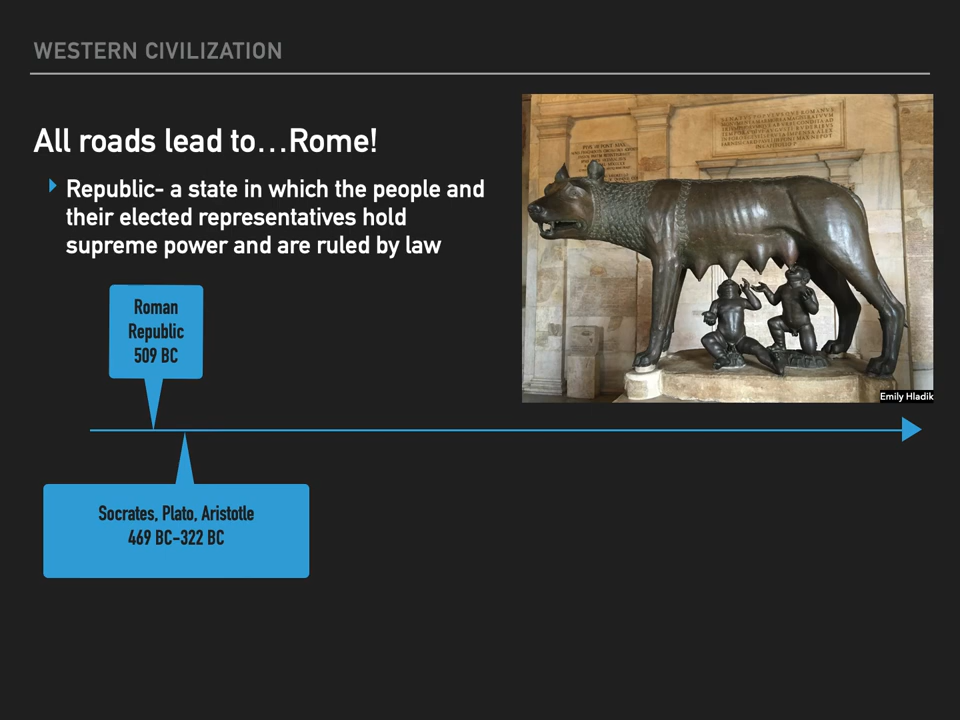 WESTERN CIVILIZATION
All roads lead to…Rome!
Republic- a state in which the people and
their elected representatives hold
supreme power and are ruled by law
Roman
Republic
509 BC
Emily Hladik
Socrates, Plato, Aristotle
469 BC-322 BC